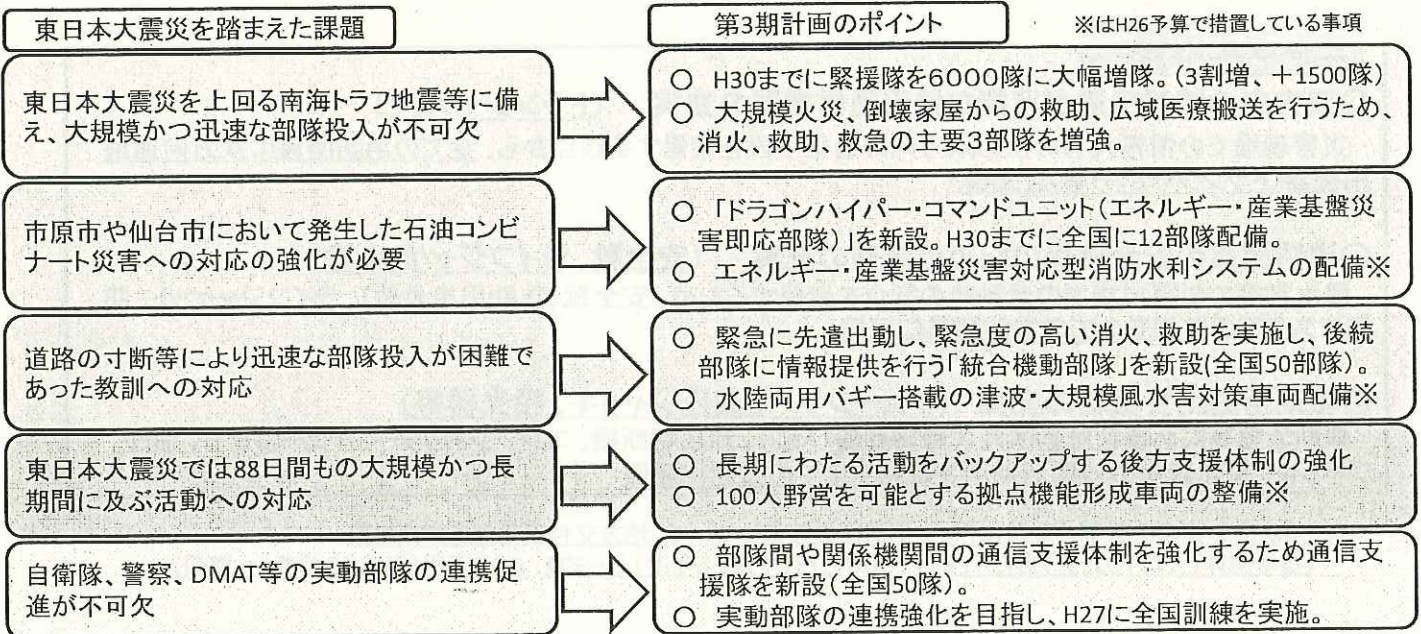 東日本大震災を踏まえた課題
第3期計画のポイント
※はH26予算で措置している事項
東日本大震災を上回る南海トラフ地震等に備
え、大規模かつ迅速な部隊投入が不可欠
○ H30までに緊援隊を6000隊に大幅増隊。(3割増、+1500隊)
○ 大規模火災、倒壊家屋からの救助、広域医療搬送を行うため、
消火、救助、救急の主要3部隊を増強。
市原市や仙台市において発生した石油コンビ
ナート災害への対応の強化が必要
○ 「ドラゴンハイパー・コマンドユニット(エネルギー・産業基盤災
害即応部隊)」を新設。H30までに全国に12部隊配備。
○ エネルギー・産業基盤災害対応型消防水利システムの配備※
道路の寸断等により迅速な部隊投入が困難で
あった教訓への対応
○ 緊急に先遣出動し、緊急度の高い消火、救助を実施し、後続
部隊に情報提供を行う「統合機動部隊」を新設(全国50部隊)。
○ 水陸両用バギー搭載の津波・大規模風水害対策車両配備※
東日本大震災では88日間もの大規模かつ長
期間に及ぶ活動への対応
○ 長期にわたる活動をバックアップする後方支援体制の強化
○ 100人野営を可能とする拠点機能形成車両の整備※
自衛隊、警察、DMAT等の実動部隊の連携促
進が不可欠
○ 部隊間や関係機関間の通信支援体制を強化するため通信支
援隊を新設(全国50隊)。
○ 実動部隊の連携強化を目指し、H27に全国訓練を実施。